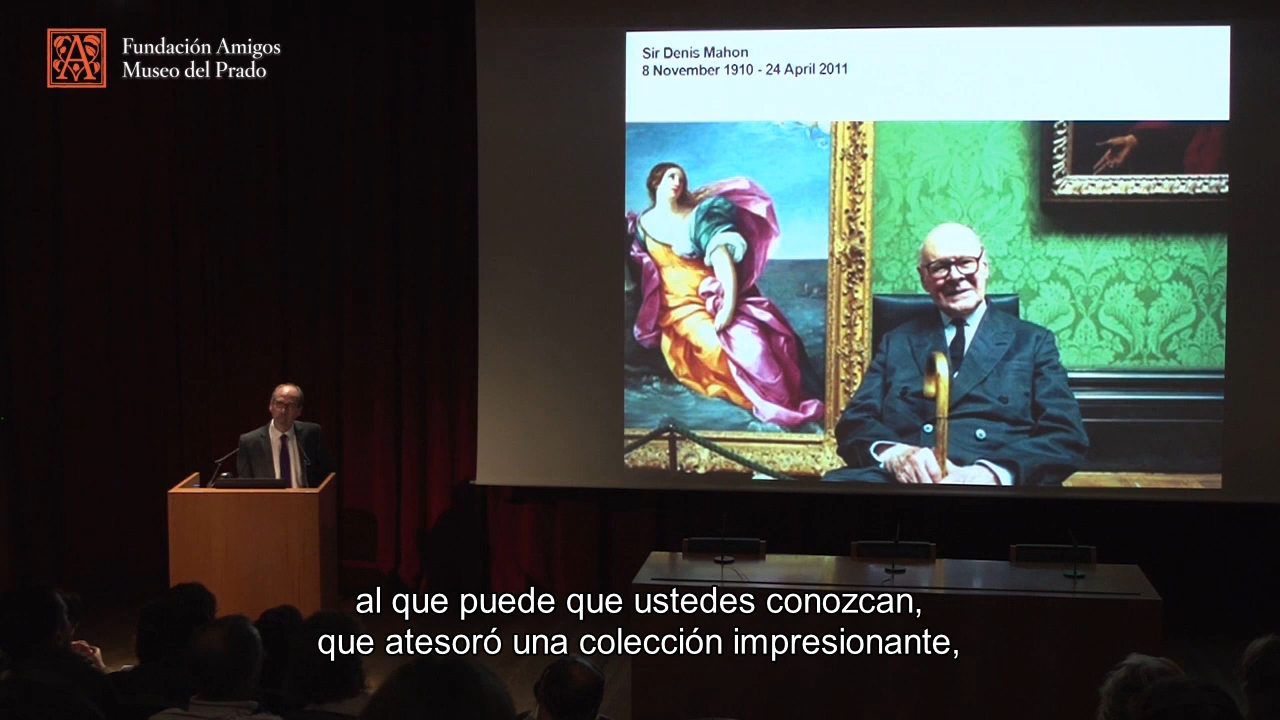 Fundación Amigos
Museo del Prado
Sir Denis Mahon
8 November 1910 - 24 April 2011
al que puede que ustedes conozcan,
que atesoró una colección impresionante,